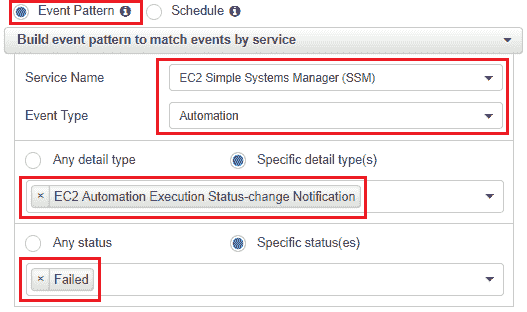 Event Pattern Schedule
Build event pattern to match events by service
Service Name EC2 Simple Systems Manager (SSM)
Event Type Automation
Any detail type Specific detail type(s)
× EC2 Automation Execution Status-change Notification
Any status Specific status(es)
× Failed